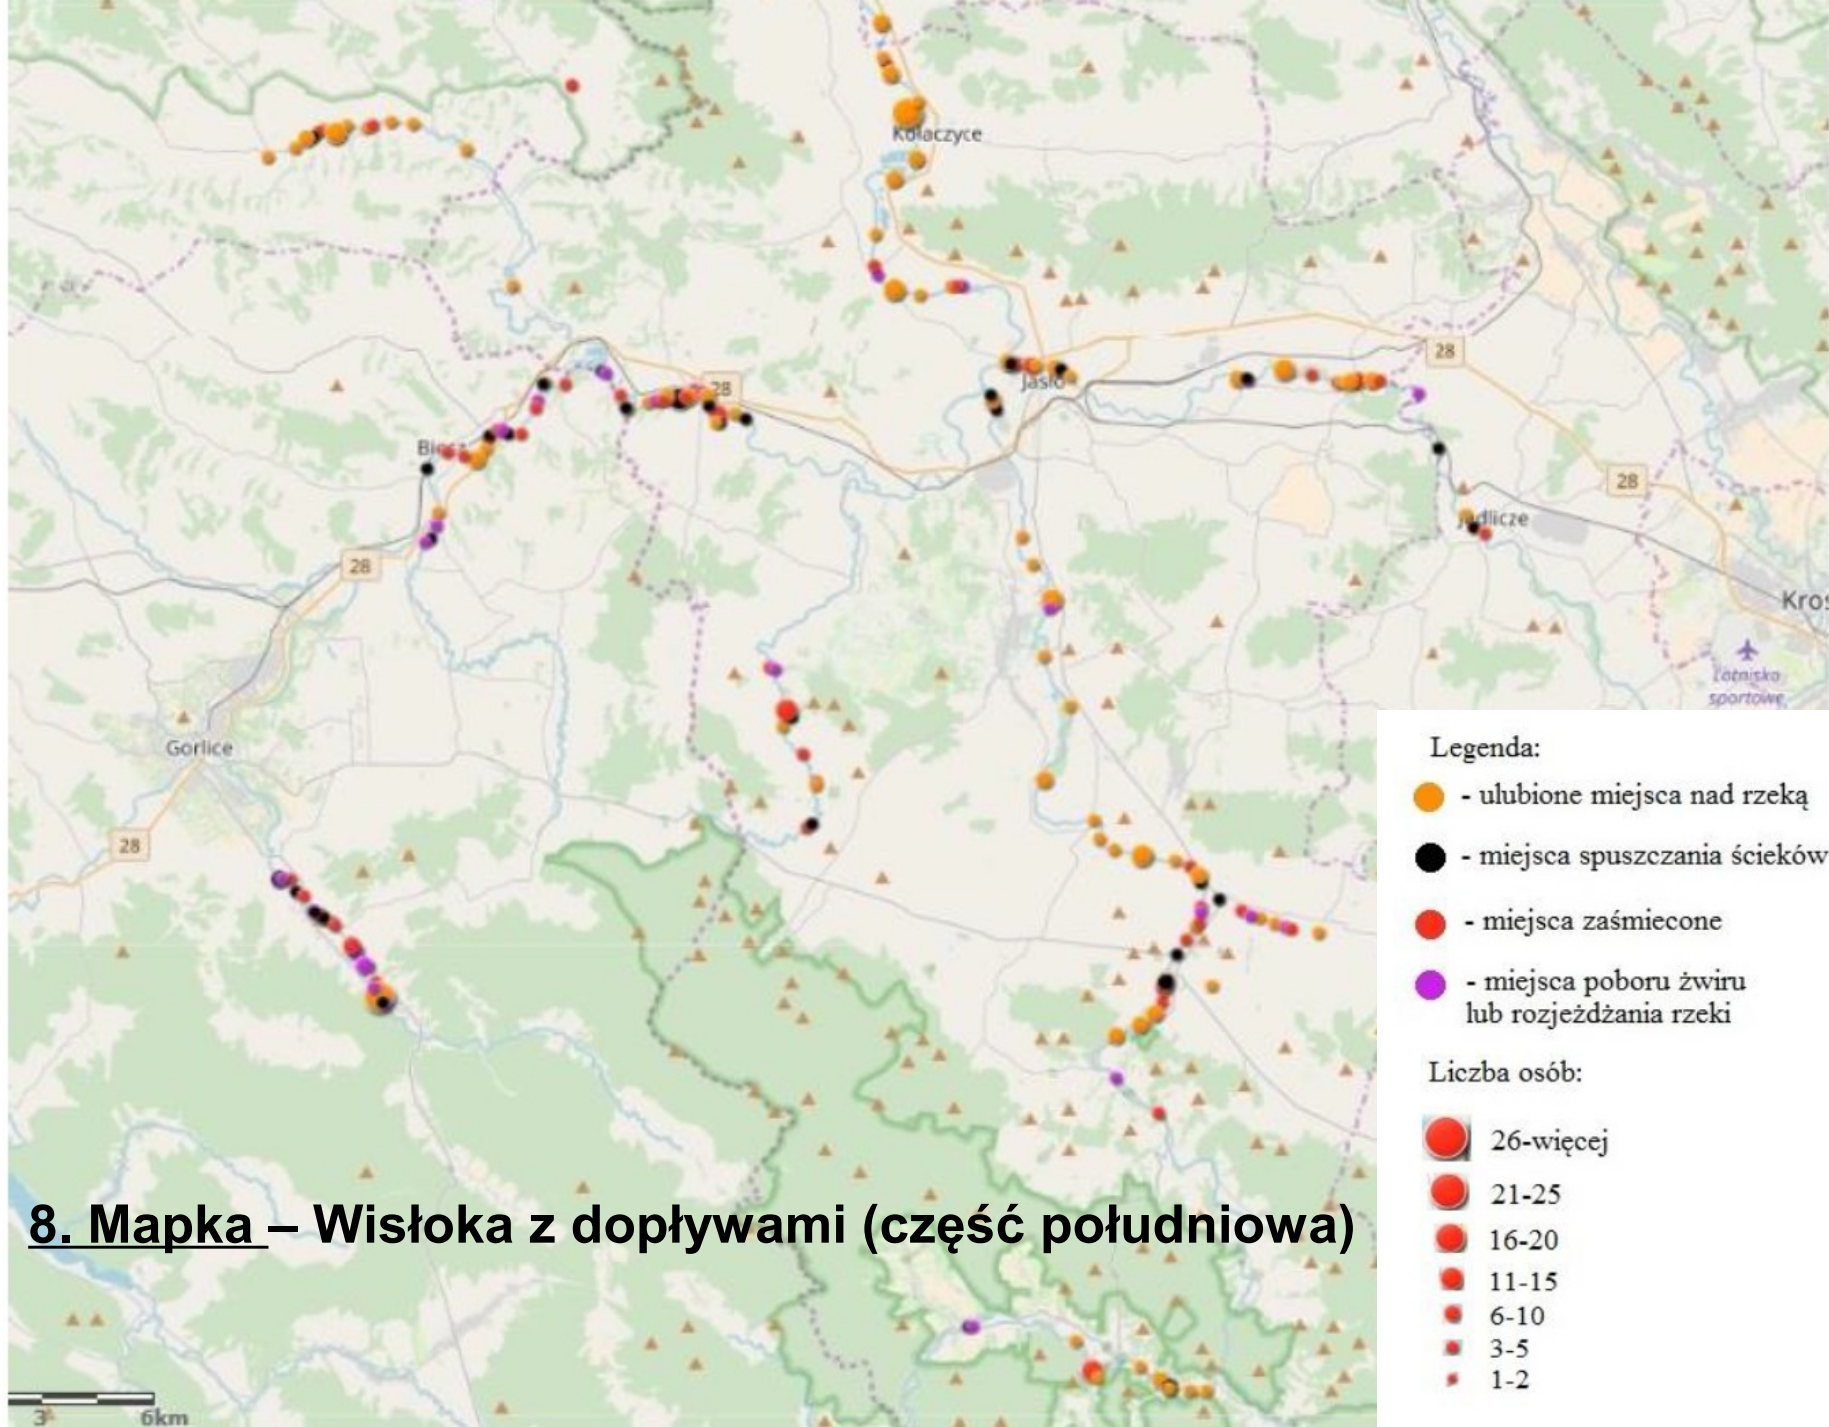 Kołaczyce
28
28
Jasło
Biecz
28
Jedlicze
28
Kros
Lotnisko
sportowe
Gorlice
28
Legenda:
- ulubione miejsca nad rzeką
- miejsca spuszczania ścieków
- miejsca zaśmiecone
- miejsca poboru żwiru
lub rozjeżdżania rzeki
Liczba osób:
26-więcej
21-25
16-20
11-15
6-10
3-5
1-2
8. Mapka – Wisłoka z dopływami (część południowa)
3 6km